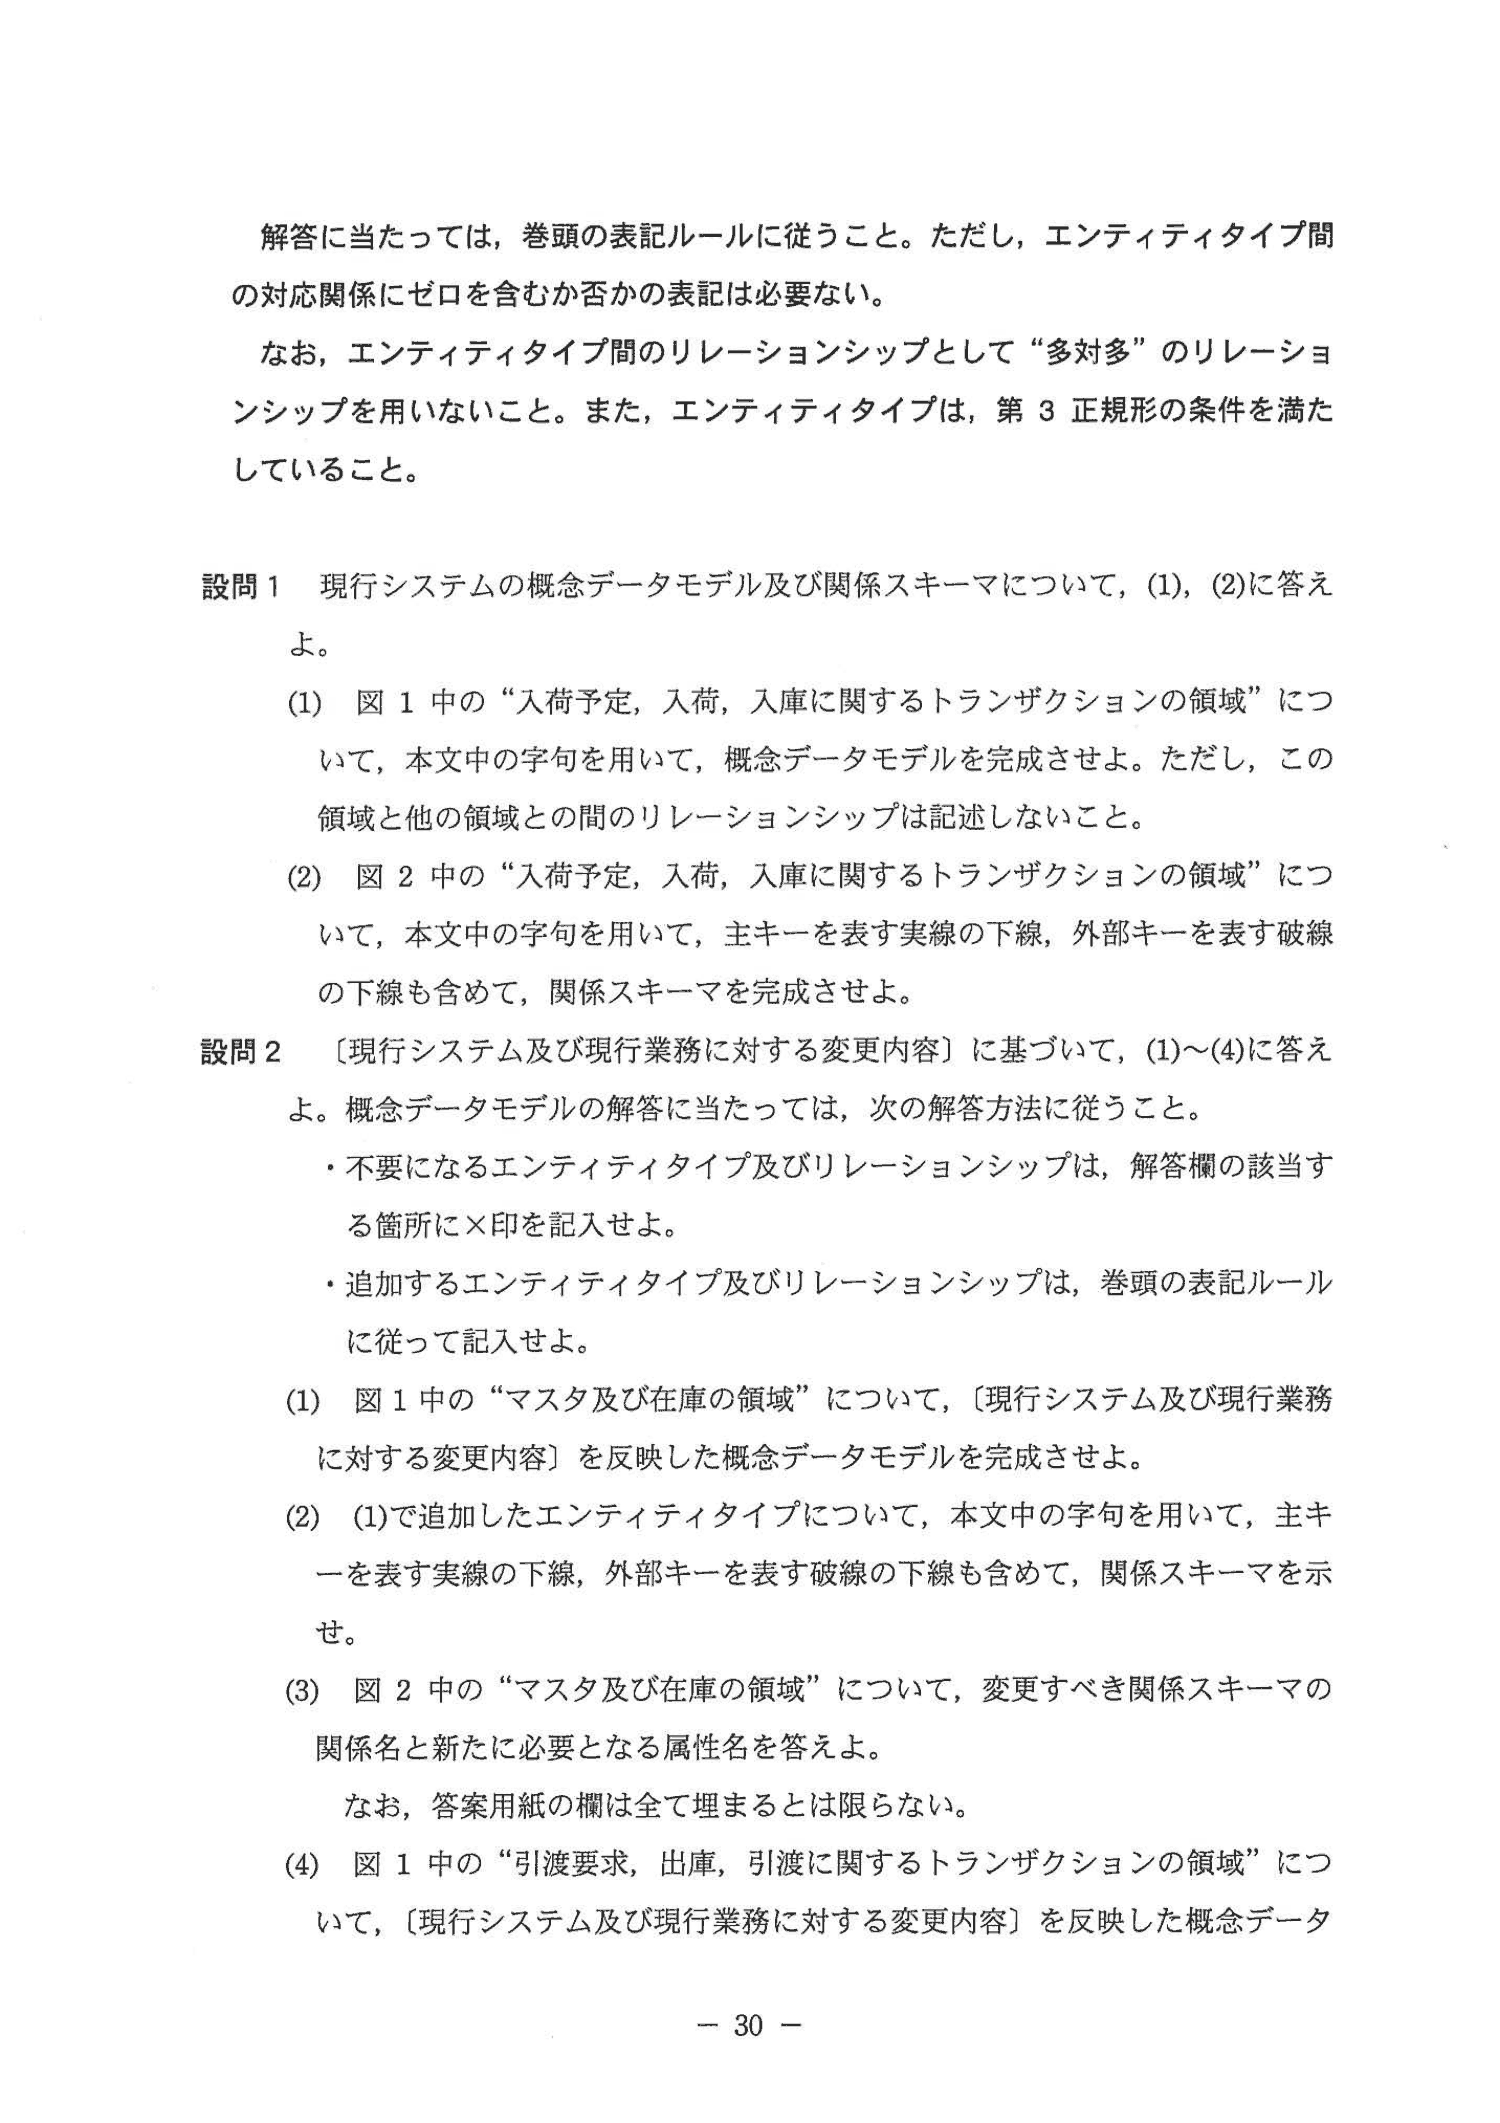 解答に当たっては，巻頭の表記ルールに従うこと。ただし，エンティティタイプ間
の対応関係にゼロを含むか否かの表記は必要ない。
なお，エンティティタイプ間のリレーションシップとして“多対多”のリレーショ
ンシップを用いないこと。また，エンティティタイプは，第 3 正規形の条件を満た
していること。
設問 1　現行システムの概念データモデル及び関係スキーマについて，(1)，(2)に答え
よ。
(1)　図 1 中の“入荷予定，入荷，入庫に関するトランザクションの領域”につ
いて，本文中の字句を用いて，概念データモデルを完成させよ。ただし，この
領域と他の領域との間のリレーションシップは記述しないこと。
(2)　図 2 中の“入荷予定，入荷，入庫に関するトランザクションの領域”につ
いて，本文中の字句を用いて，主キーを表す実線の下線，外部キーを表す破線
の下線も含めて，関係スキーマを完成させよ。
設問 2　〔現行システム及び現行業務に対する変更内容〕に基づいて，(1)～(4)に答え
よ。概念データモデルの解答に当たっては，次の解答方法に従うこと。
・不要になるエンティティタイプ及びリレーションシップは，解答欄の該当す
る箇所に×印を記入せよ。
・追加するエンティティタイプ及びリレーションシップは，巻頭の表記ルール
に従って記入せよ。
(1)　図 1 中の“マスタ及び在庫の領域”について，〔現行システム及び現行業務
に対する変更内容〕を反映した概念データモデルを完成させよ。
(2)　(1)で追加したエンティティタイプについて，本文中の字句を用いて，主キ
ーを表す実線の下線，外部キーを表す破線の下線も含めて，関係スキーマを示
せ。
(3)　図 2 中の“マスタ及び在庫の領域”について，変更すべき関係スキーマの
関係名と新たに必要となる属性名を答えよ。
なお，答案用紙の欄は全て埋まるとは限らない。
(4)　図 1 中の“引渡要求，出庫，引渡に関するトランザクションの領域”につ
いて，〔現行システム及び現行業務に対する変更内容〕を反映した概念データ
－ 30 －